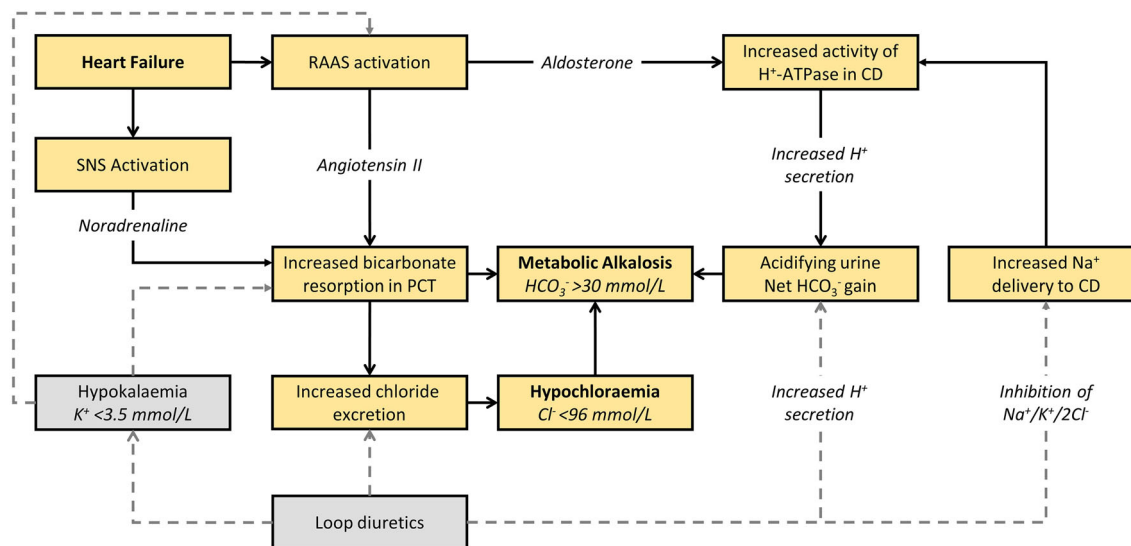 Heart Failure
RAAS activation
Aldosterone
Increased activity of
H⁺-ATPase in CD
SNS Activation
Angiotensin II
Increased H⁺
secretion
Noradrenaline
Increased bicarbonate
resorption in PCT
Metabolic Alkalosis
HCO₃⁻ >30 mmol/L
Acidifying urine
Net HCO₃⁻ gain
Increased Na⁺
delivery to CD
Hypokalaemia
K⁺ <3.5 mmol/L
Increased chloride
excretion
Hypochloraemia
Cl⁻ <96 mmol/L
Increased H⁺
secretion
Inhibition of
Na⁺/K⁺/2Cl⁻
Loop diuretics